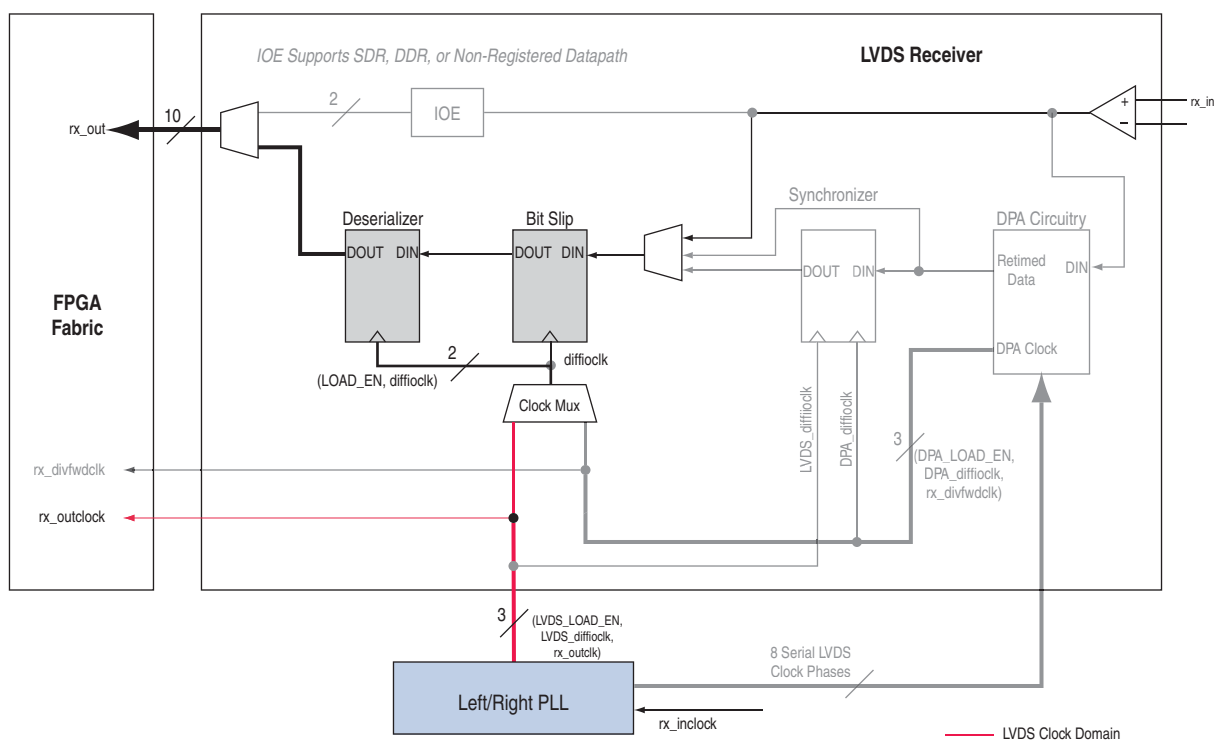 IOE Supports SDR, DDR, or Non-Registered Datapath
LVDS Receiver
2
IOE
+
–
rx_in
10
rx_out
Synchronizer
Deserializer
Bit Slip
DPA Circuitry
DOUT
DIN
DOUT
DIN
DOUT
DIN
Retimed
Data
DIN
FPGA
Fabric
DPA Clock
2
diffioclk
(LOAD_EN, diffioclk)
Clock Mux
LVDS_diffiioclk
DPA_diffioclk
3
(DPA_LOAD_EN,
DPA_diffioclk,
rx_divfwdclk)
rx_divfwdclk
rx_outclock
3
(LVDS_LOAD_EN,
LVDS_diffioclk,
rx_outclk)
8 Serial LVDS
Clock Phases
Left/Right PLL
rx_inclock
LVDS Clock Domain